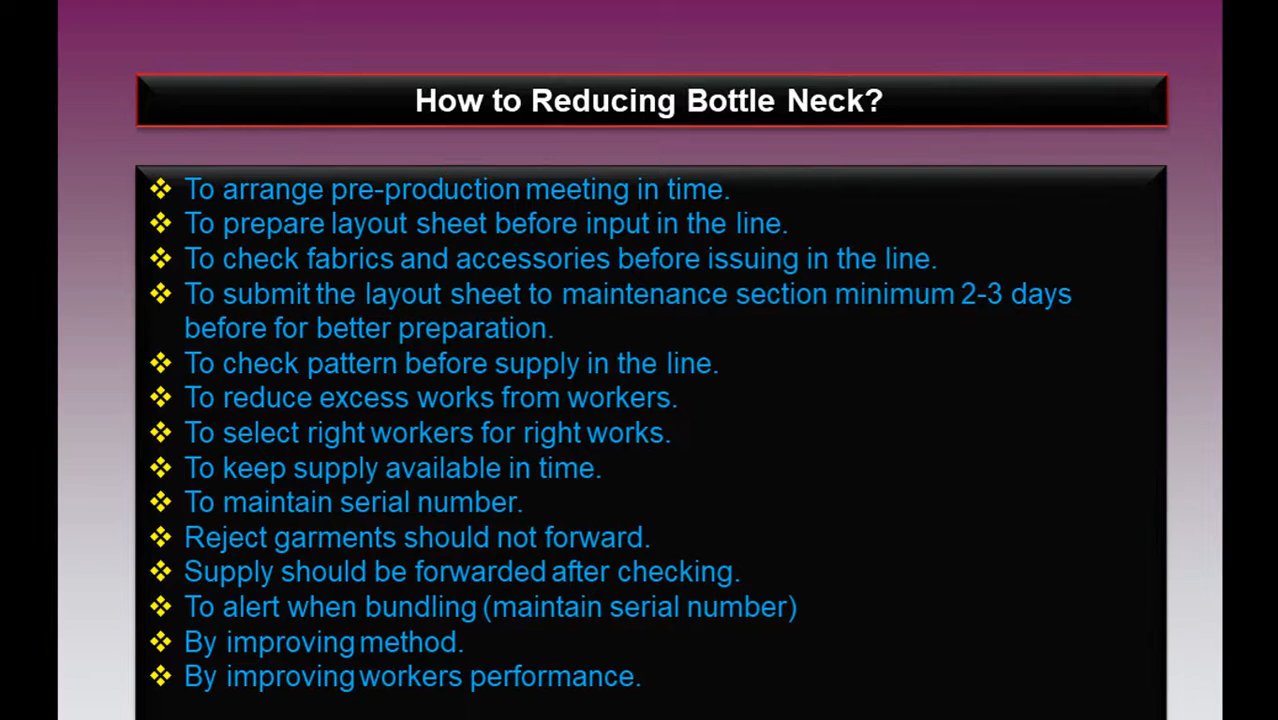 How to Reducing Bottle Neck?
To arrange pre-production meeting in time.
To prepare layout sheet before input in the line.
To check fabrics and accessories before issuing in the line.
To submit the layout sheet to maintenance section minimum 2-3 days
before for better preparation.
To check pattern before supply in the line.
To reduce excess works from workers.
To select right workers for right works.
To keep supply available in time.
To maintain serial number.
Reject garments should not forward.
Supply should be forwarded after checking.
To alert when bundling (maintain serial number)
By improving method.
By improving workers performance.